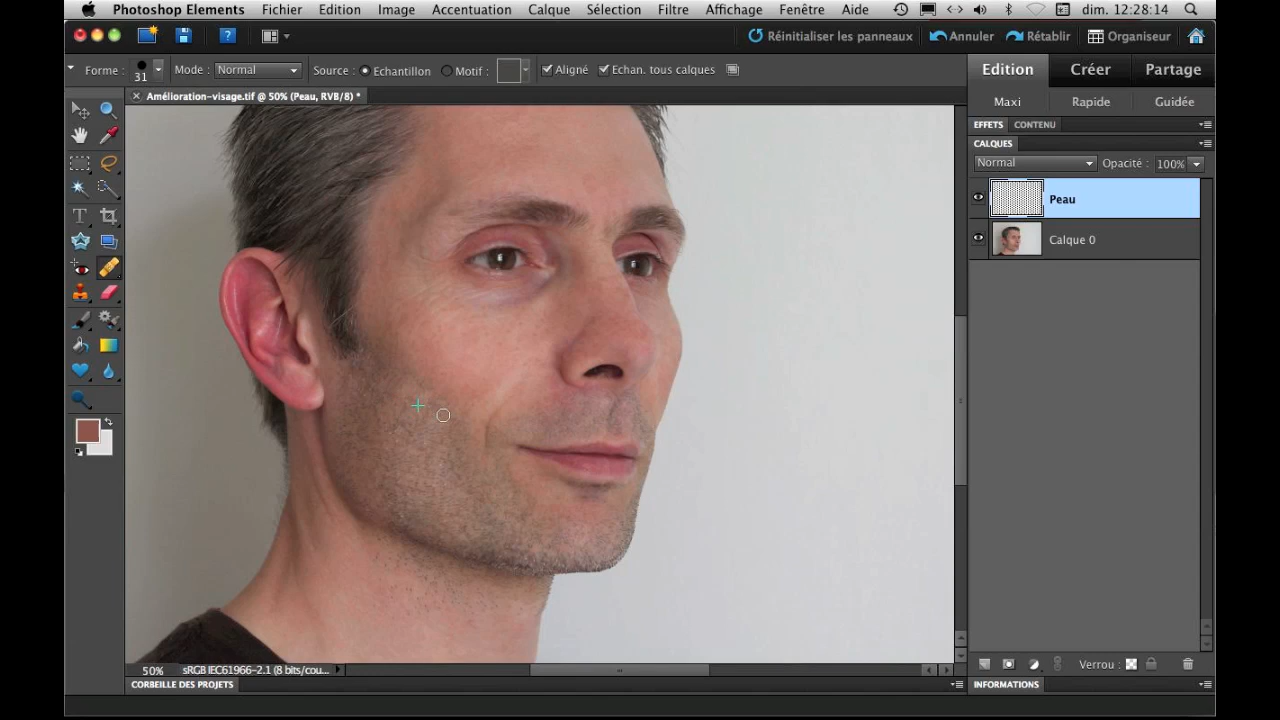 Photoshop Elements Fichier Edition Image Accentuation Calque Sélection Filtre Affichage Fenêtre Aide dim. 12:28:14
Réinitialiser les panneaux Annuler Rétablir Organiseur
Forme : 31 Mode : Normal Source : Echantillon Motif : Aligné Echan. tous calques
Edition Créer Partage
Amélioration-visage.tif @ 50% (Peau, RVB/8) *
Maxi Rapide Guidée
EFFETS CONTENU
CALQUES
Normal Opacité : 100%
Peau
Calque 0
Verrou :
50% sRGB IEC61966-2.1 (8 bits/cou...
CORBEILLE DES PROJETS
INFORMATIONS